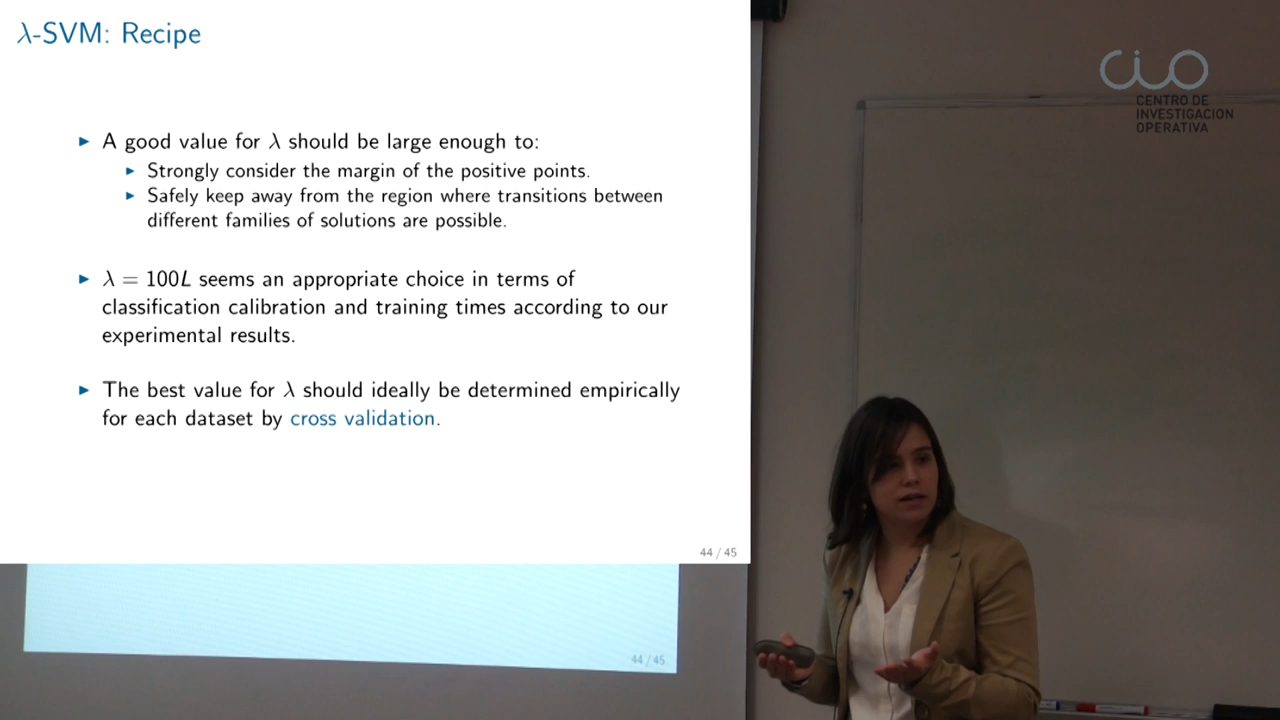 λ-SVM: Recipe
A good value for λ should be large enough to:
Strongly consider the margin of the positive points.
Safely keep away from the region where transitions between
different families of solutions are possible.
λ = 100L seems an appropriate choice in terms of
classification calibration and training times according to our
experimental results.
The best value for λ should ideally be determined empirically
for each dataset by cross validation.
44 / 45
44 / 45
CIO
CENTRO DE
INVESTIGACION
OPERATIVA